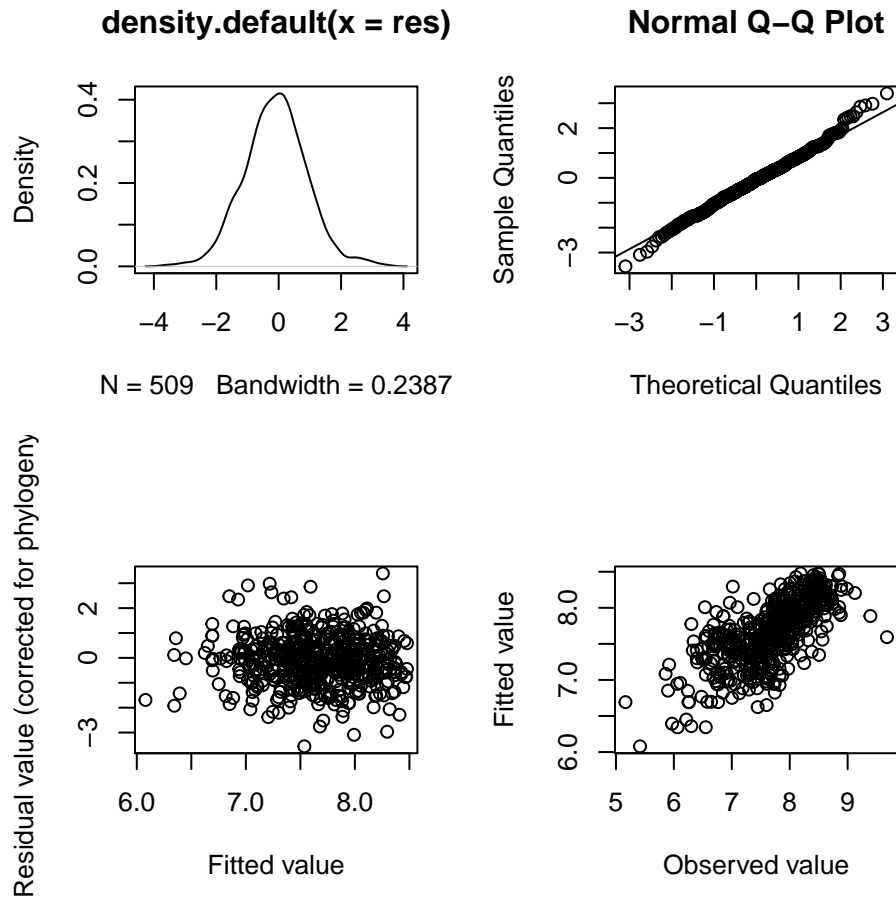 density.default(x = res)
Density
0.0 0.2 0.4
−4 −2 0 2 4
N = 509 Bandwidth = 0.2387
Normal Q−Q Plot
Sample Quantiles
−3 0 2
−3 −1 1 2 3
Theoretical Quantiles
Residual value (corrected for phylogeny
−3 0 2
6.0 7.0 8.0
Fitted value
Fitted value
6.0 7.0 8.0
5 6 7 8 9
Observed value